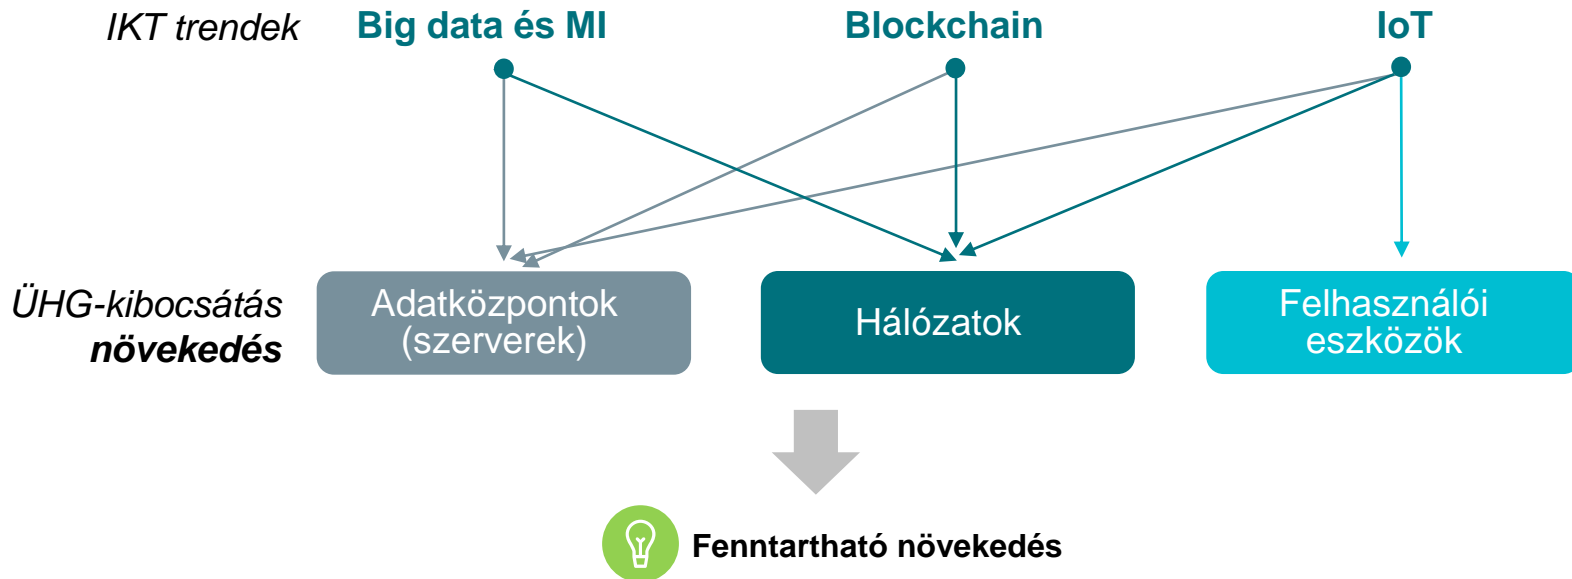 IKT trendek
Big data és MI
Blockchain
IoT
ÜHG-kibocsátás
növekedés
Adatközpontok
(szerverek)
Hálózatok
Felhasználói
eszközök
Fenntartható növekedés